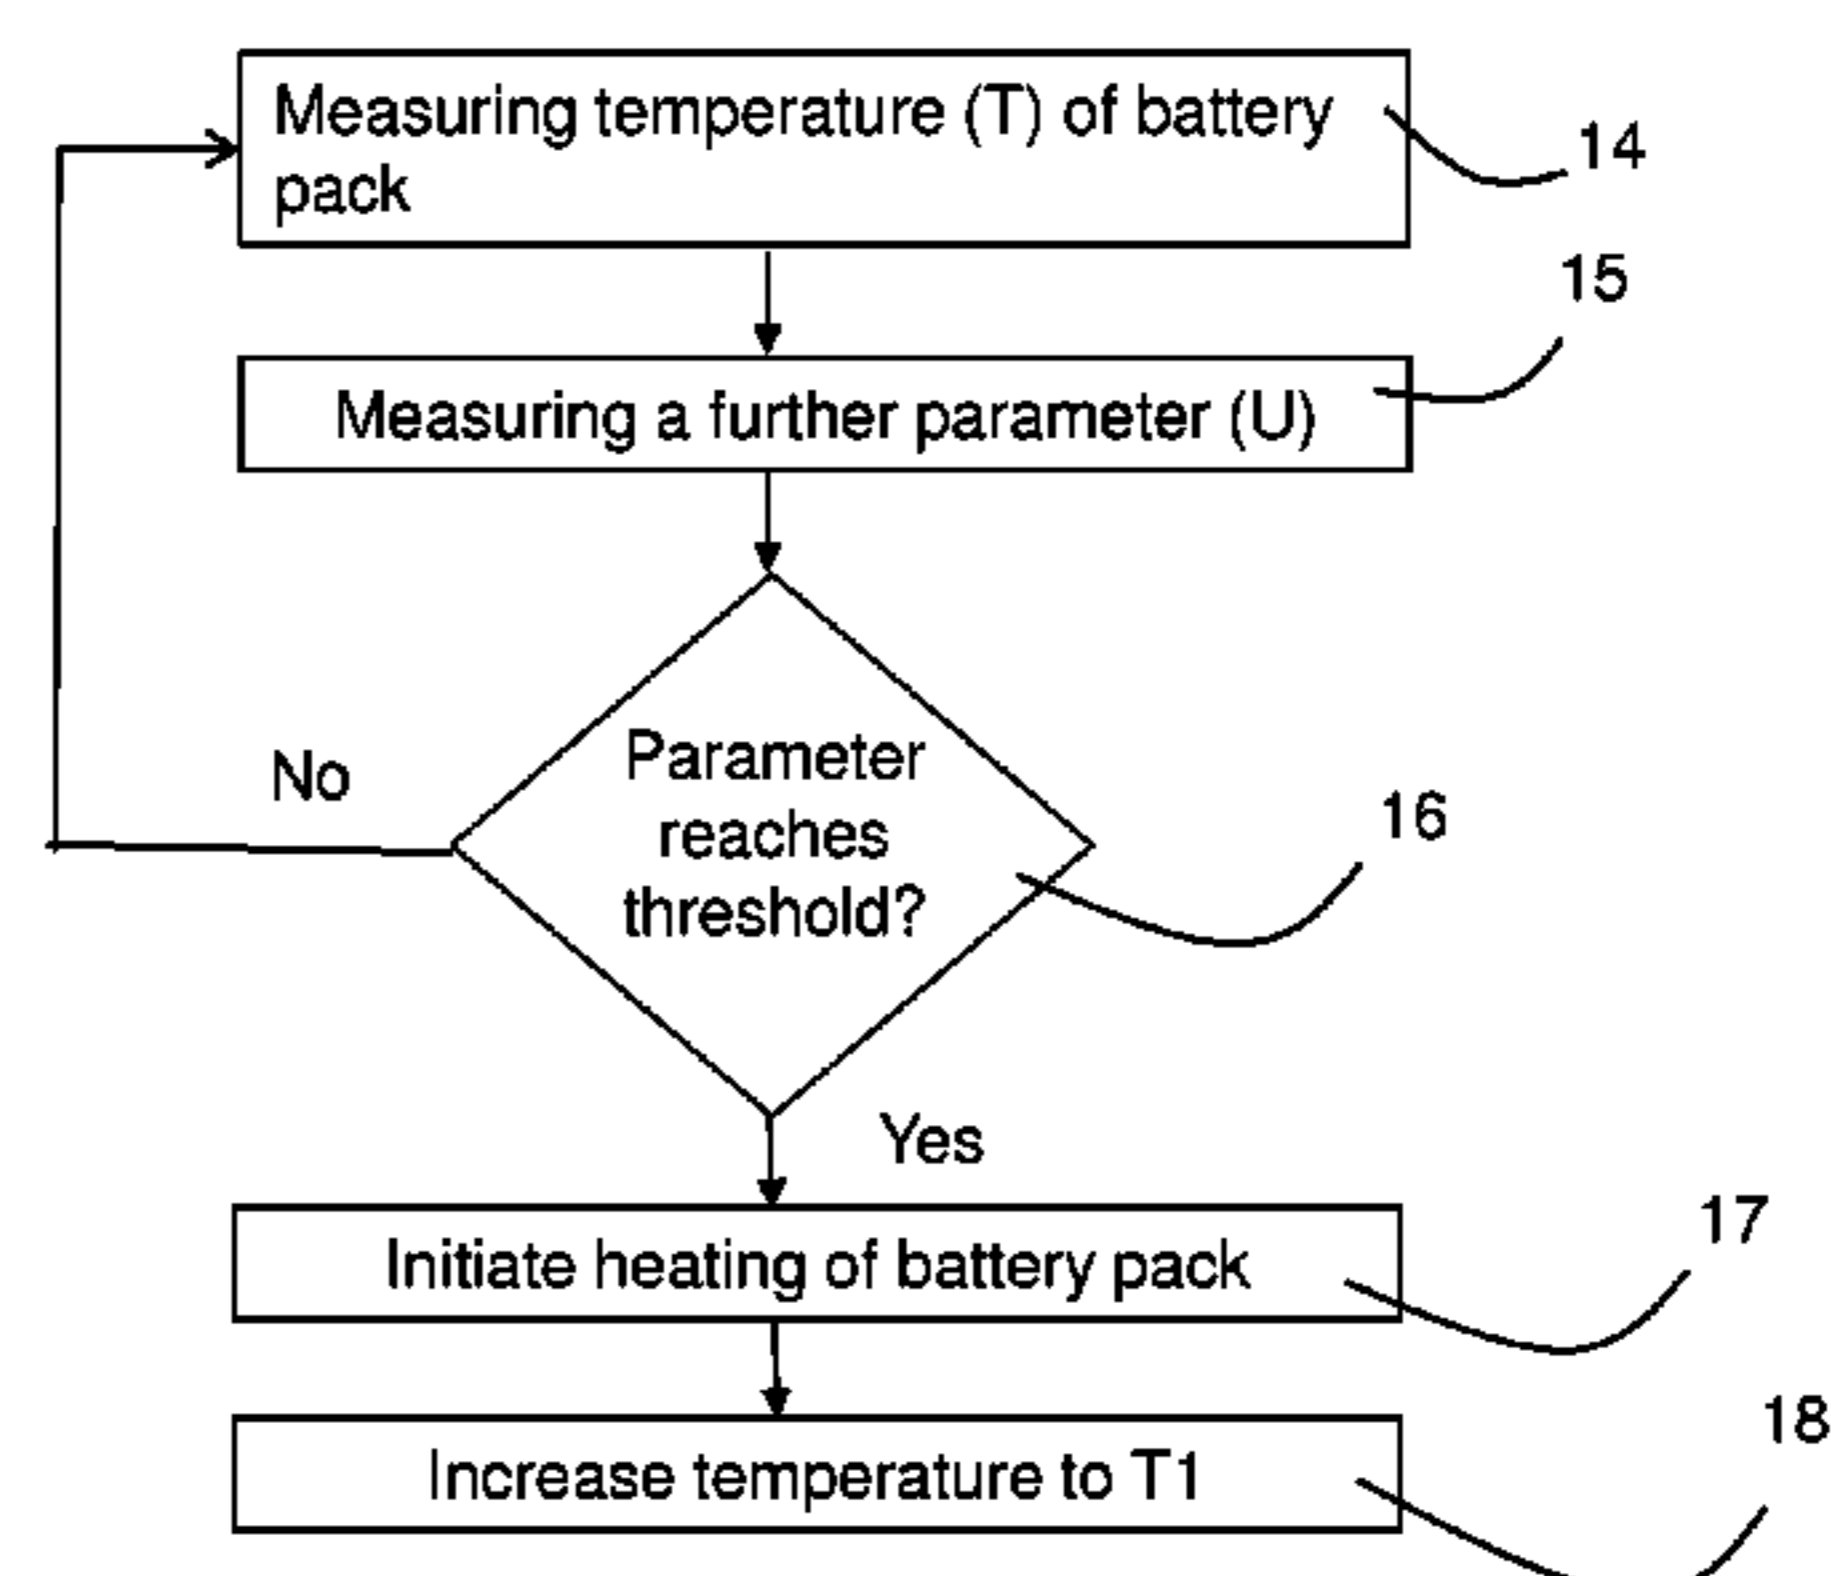 Measuring temperature (T) of battery
pack
14
15
Measuring a further parameter (U)
Parameter
reaches
threshold?
No
16
Yes
17
Initiate heating of battery pack
18
Increase temperature to T1